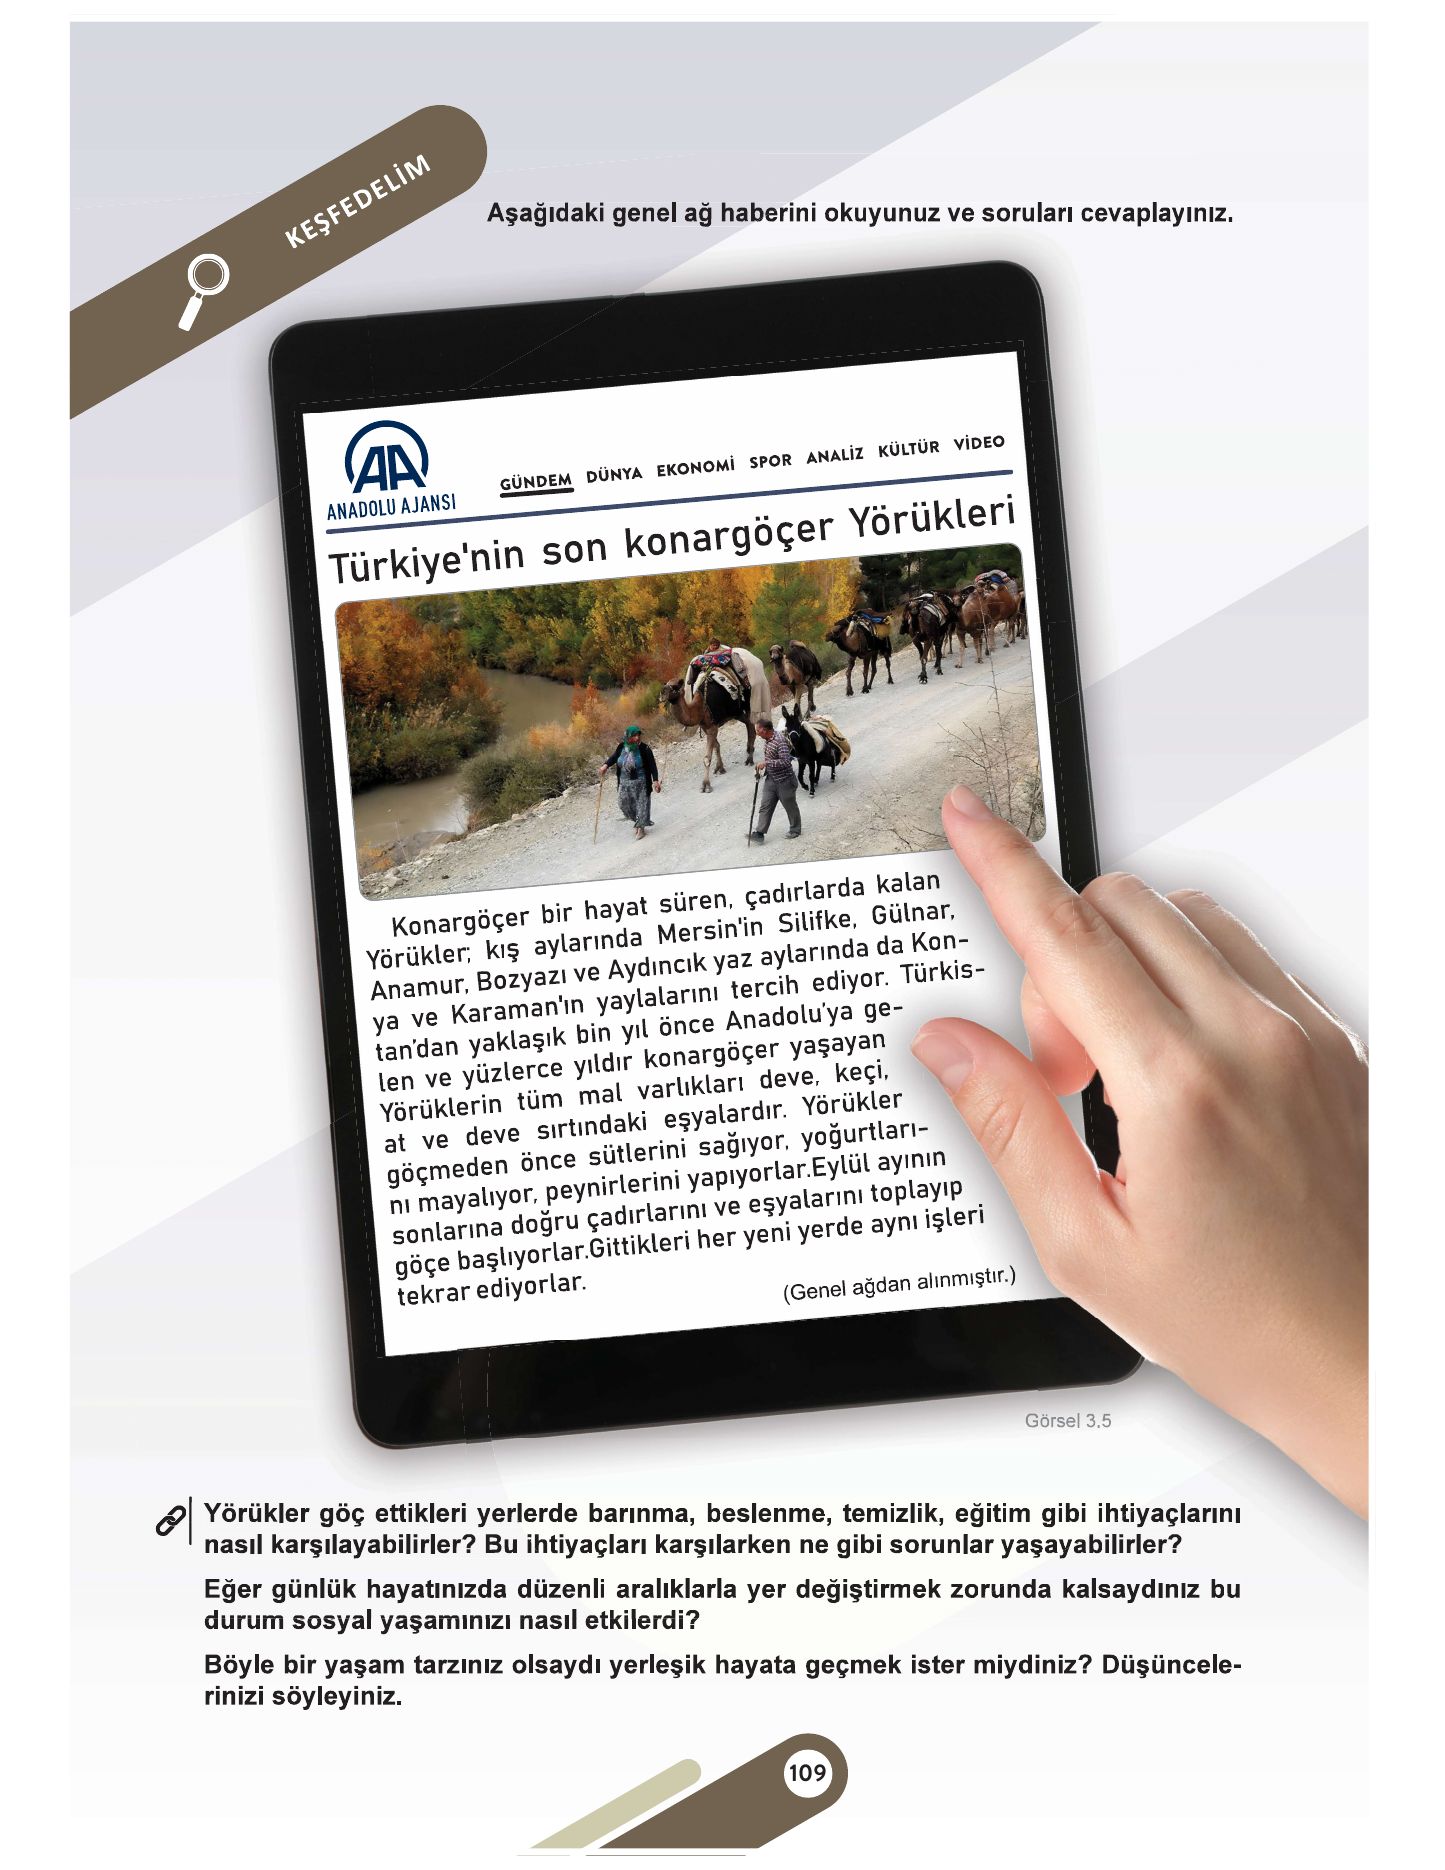 KEŞFEDELİM
Aşağıdaki genel ağ haberini okuyunuz ve soruları cevaplayınız.
AA
ANADOLU AJANSI
GÜNDEM DÜNYA EKONOMİ SPOR ANALİZ KÜLTÜR VİDEO
Türkiye'nin son konargöçer Yörükleri
Konargöçer bir hayat süren, çadırlarda kalan
Yörükler; kış aylarında Mersin'in Silifke, Gülnar,
Anamur, Bozyazı ve Aydıncık yaz aylarında da Kon-
ya ve Karaman'ın yaylalarını tercih ediyor. Türkis-
tan’dan yaklaşık bin yıl önce Anadolu’ya ge-
len ve yüzlerce yıldır konargöçer yaşayan
Yörüklerin tüm mal varlıkları deve, keçi,
at ve deve sırtındaki eşyalardır. Yörükler
göçmeden önce sütlerini sağıyor, yoğurtları-
nı mayalıyor, peynirlerini yapıyorlar.Eylül ayının
sonlarına doğru çadırlarını ve eşyalarını toplayıp
göçe başlıyorlar.Gittikleri her yeni yerde aynı işleri
tekrar ediyorlar.
(Genel ağdan alınmıştır.)
Görsel 3.5
Yörükler göç ettikleri yerlerde barınma, beslenme, temizlik, eğitim gibi ihtiyaçlarını
nasıl karşılayabilirler? Bu ihtiyaçları karşılarken ne gibi sorunlar yaşayabilirler?
Eğer günlük hayatınızda düzenli aralıklarla yer değiştirmek zorunda kalsaydınız bu
durum sosyal yaşamınızı nasıl etkilerdi?
Böyle bir yaşam tarzınız olsaydı yerleşik hayata geçmek ister miydiniz? Düşüncele-
rinizi söyleyiniz.
109